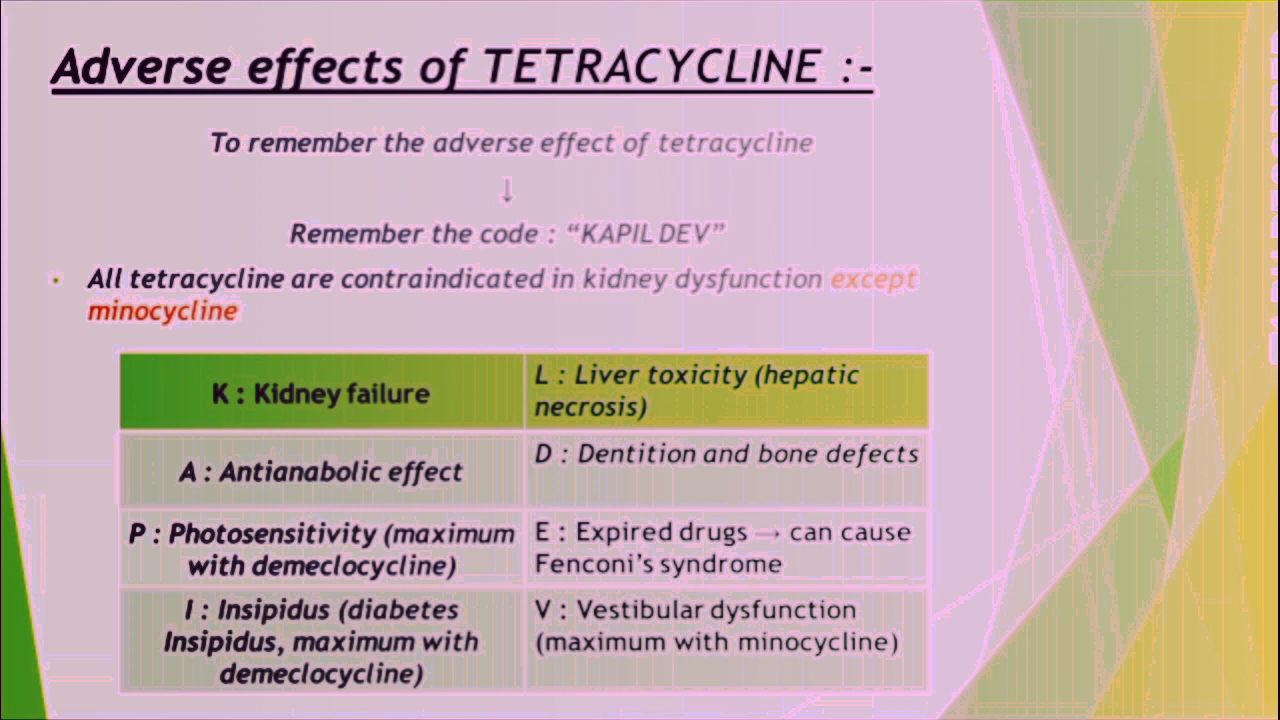 Adverse effects of TETRACYCLINE :-
To remember the adverse effect of tetracycline
↓
Remember the code : “KAPIL DEV”
• All tetracycline are contraindicated in kidney dysfunction except
minocycline
K : Kidney failure
L : Liver toxicity (hepatic
necrosis)
A : Antianabolic effect
D : Dentition and bone defects
P : Photosensitivity (maximum
with demeclocycline)
E : Expired drugs → can cause
Fenconi’s syndrome
I : Insipidus (diabetes
Insipidus, maximum with
demeclocycline)
V : Vestibular dysfunction
(maximum with minocycline)